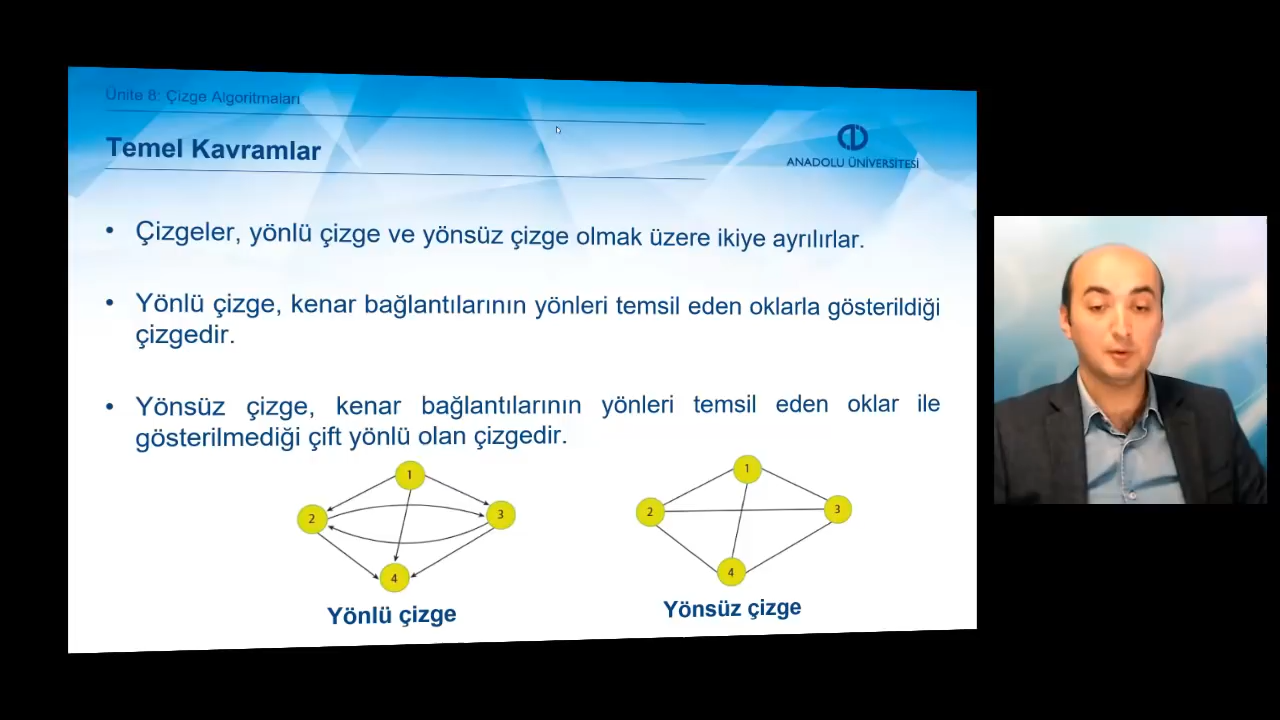 Ünite 8: Çizge Algoritmaları
Temel Kavramlar
ANADOLU ÜNİVERSİTESİ
• Çizgeler, yönlü çizge ve yönsüz çizge olmak üzere ikiye ayrılırlar.
• Yönlü çizge, kenar bağlantılarının yönleri temsil eden oklarla gösterildiği
çizgedir.
• Yönsüz çizge, kenar bağlantılarının yönleri temsil eden oklar ile
gösterilmediği çift yönlü olan çizgedir.
1
2
3
4
Yönlü çizge
1
2
3
4
Yönsüz çizge